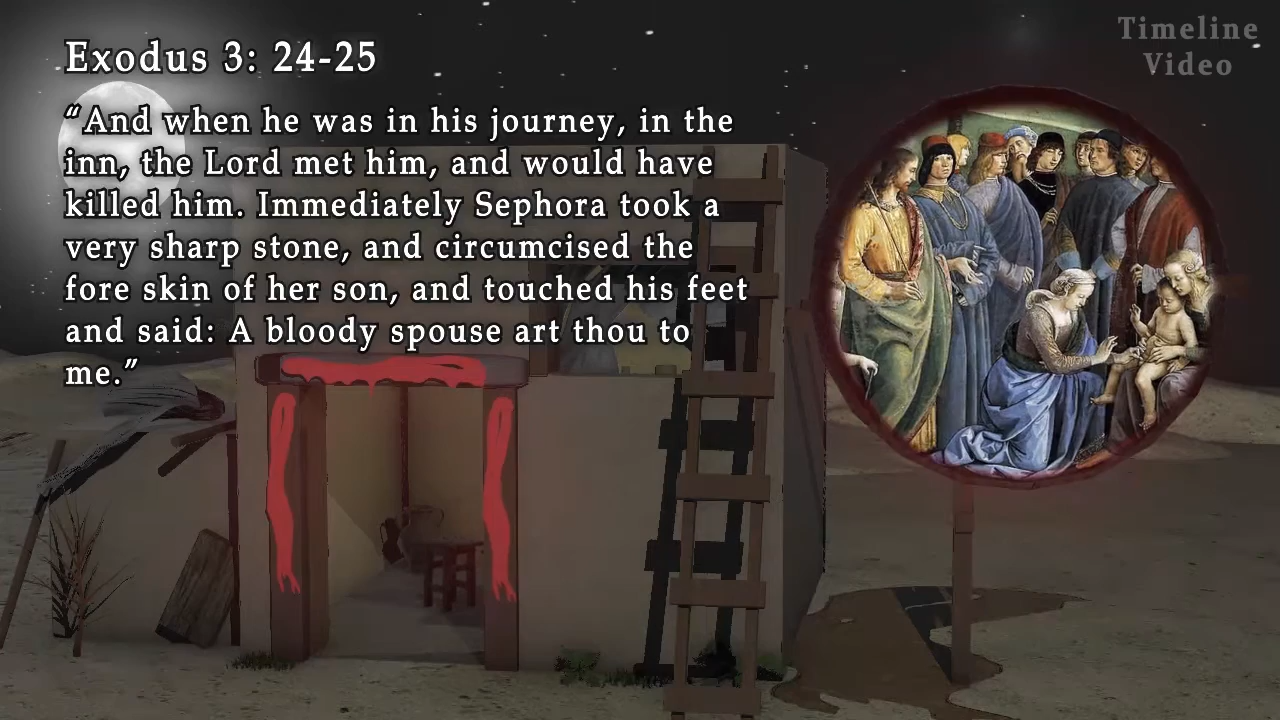 Exodus 3: 24-25
Timeline
Video
“And when he was in his journey, in the
inn, the Lord met him, and would have
killed him. Immediately Sephora took a
very sharp stone, and circumcised the
fore skin of her son, and touched his feet
and said: A bloody spouse art thou to
me.”